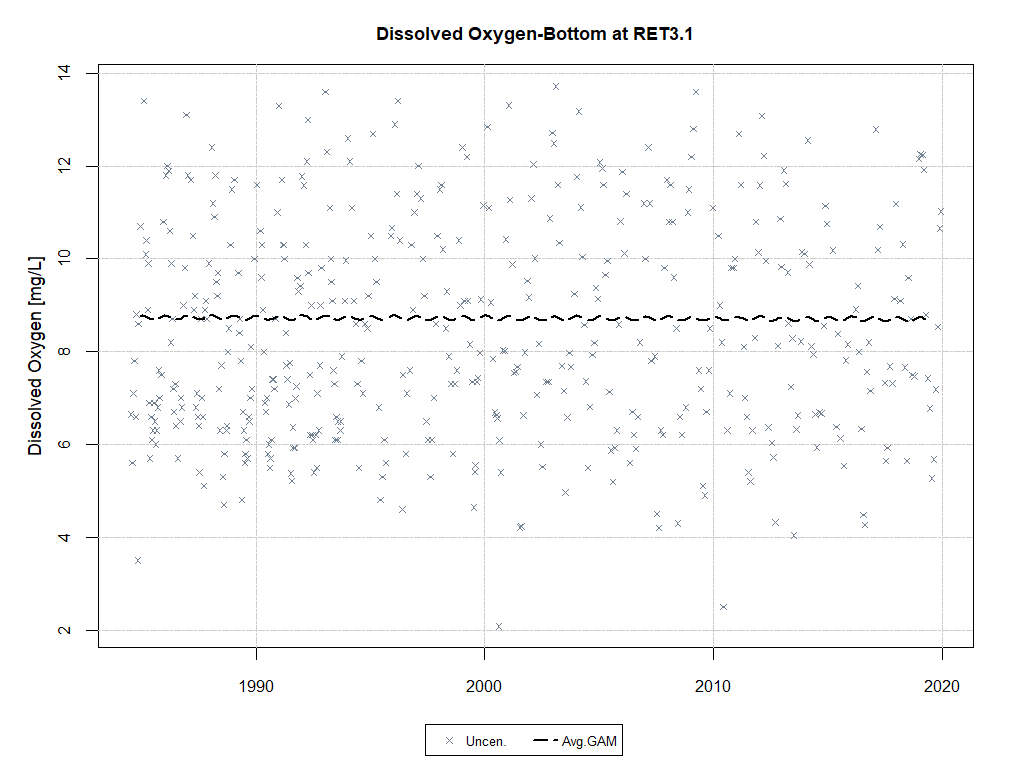 Dissolved Oxygen-Bottom at RET3.1
Dissolved Oxygen [mg/L]
14
12
10
8
6
4
2
1990 2000 2010 2020
Uncen. Avg.GAM